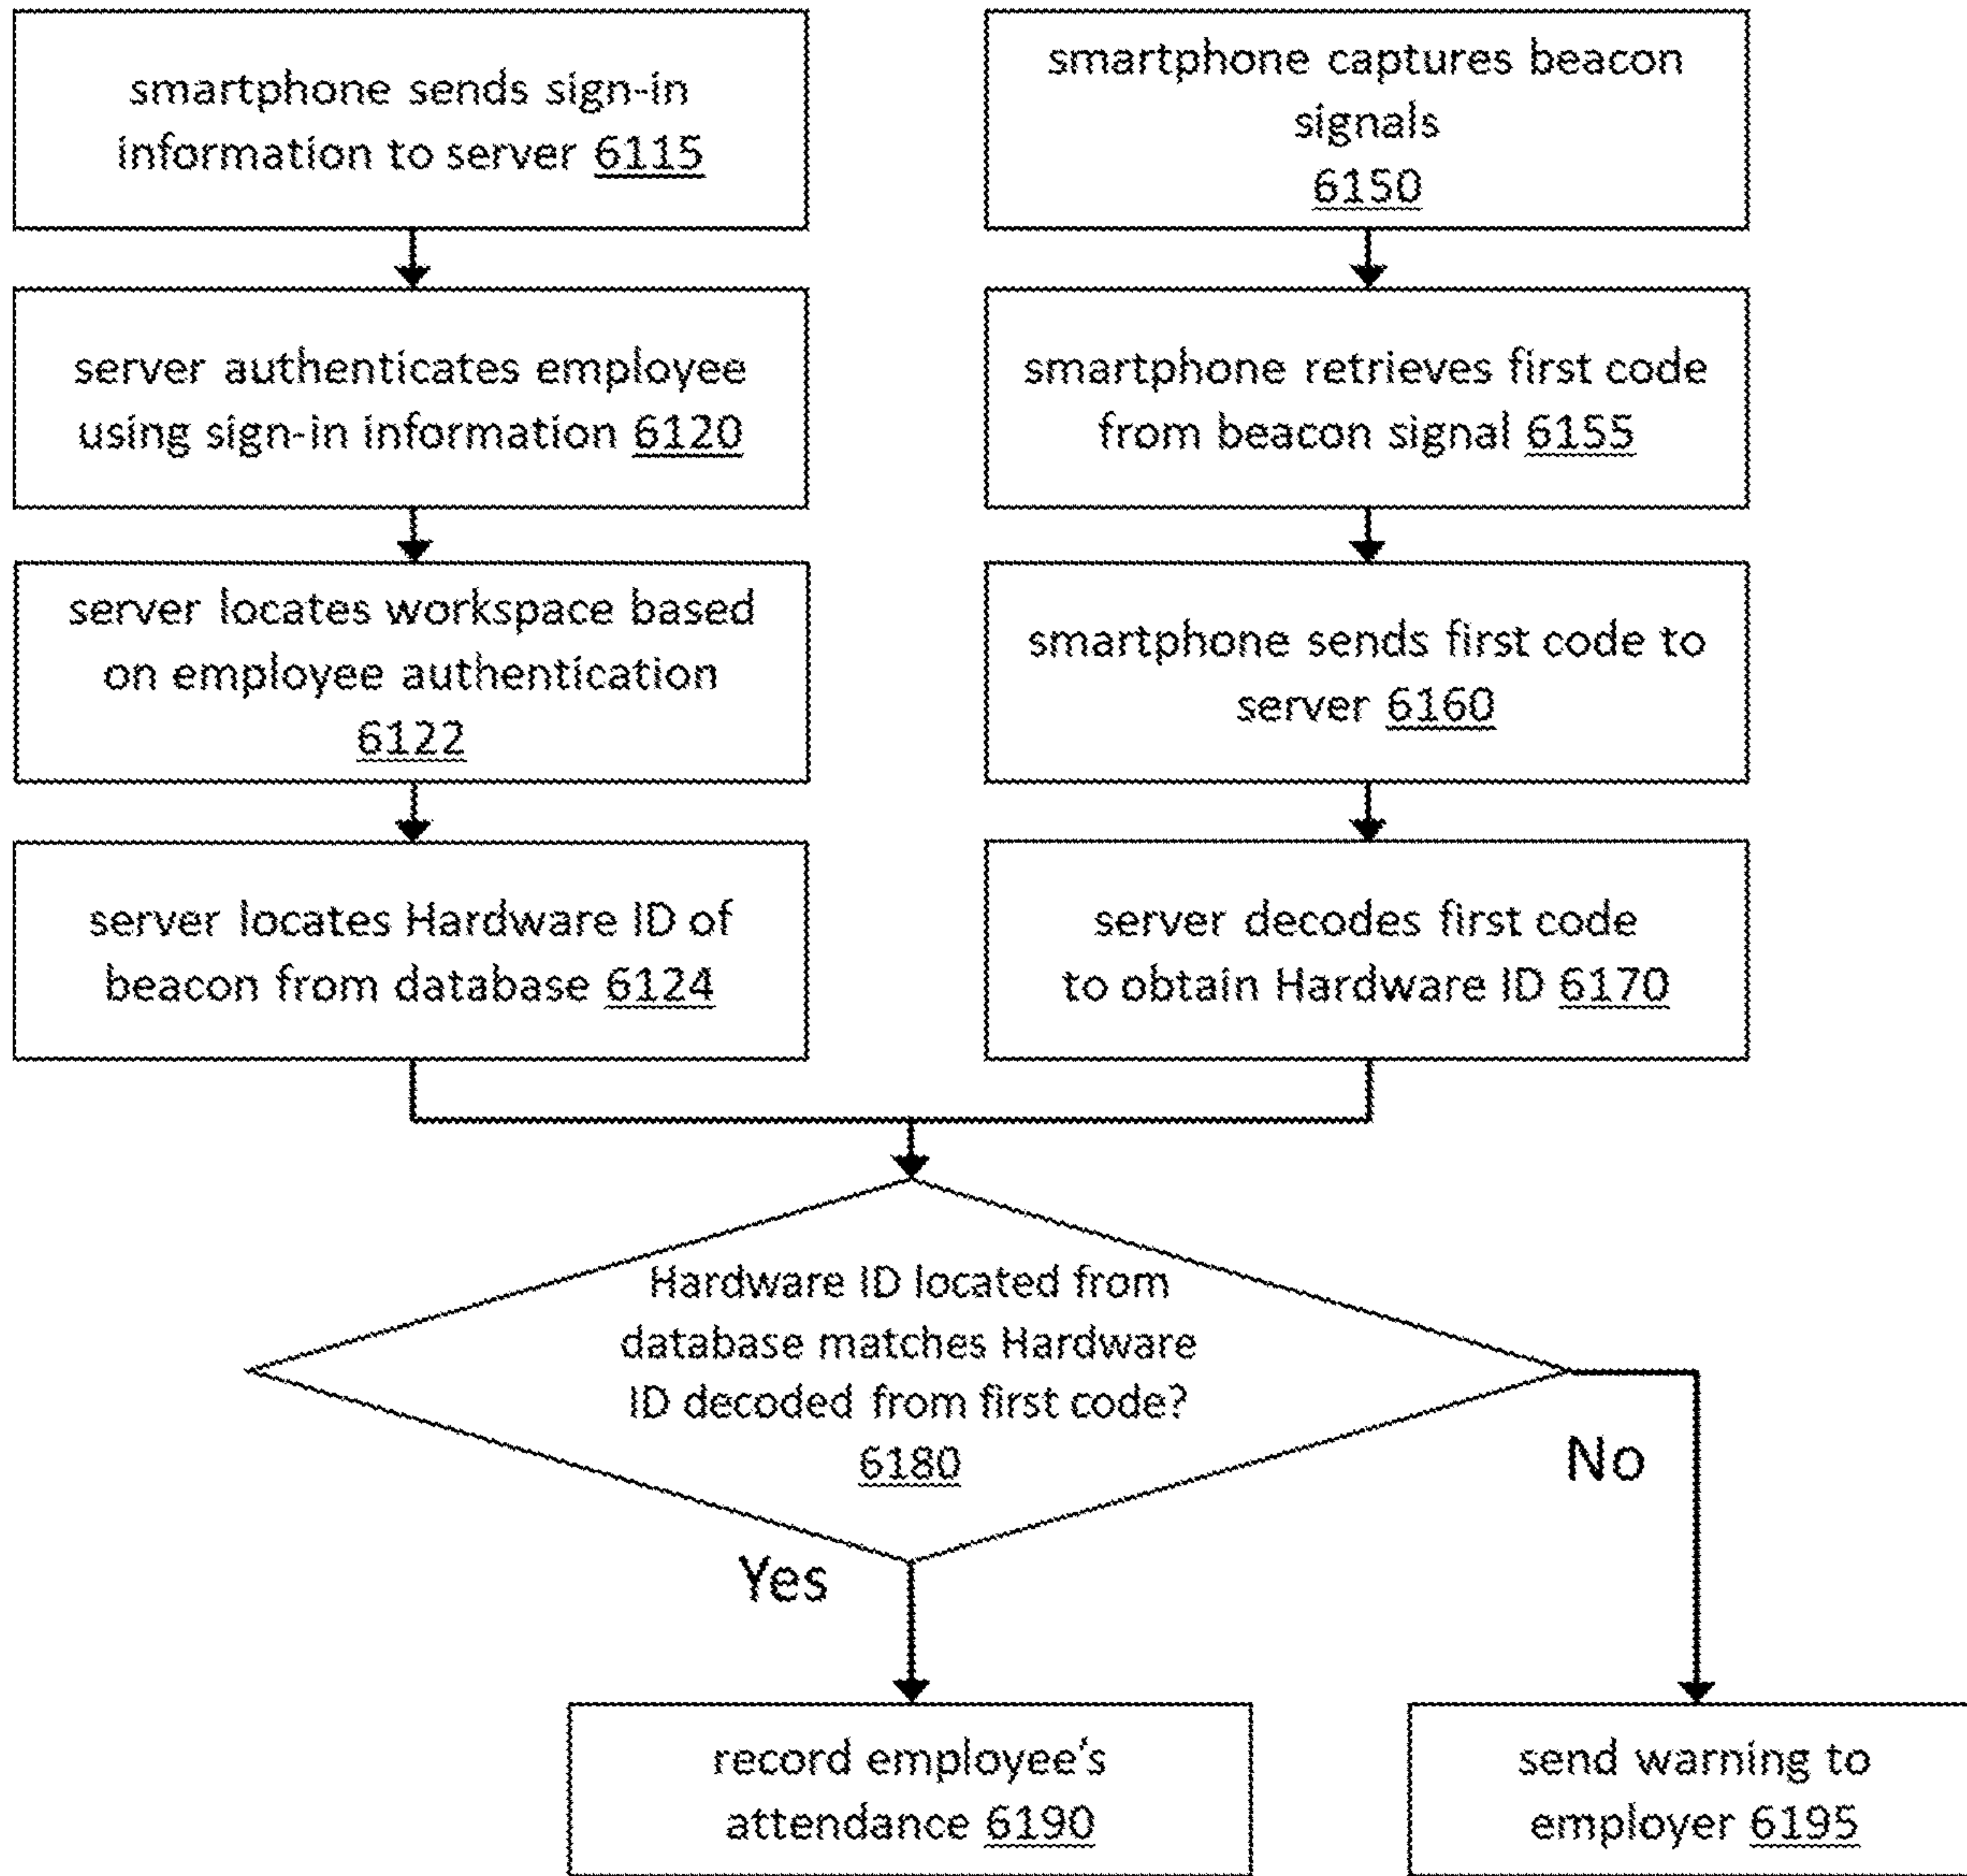 smartphone sends sign-in
information to server 6115
server authenticates employee
using sign-in information 6120
server locates workspace based
on employee authentication
6122
server locates Hardware ID of
beacon from database 6124
smartphone captures beacon
signals
6150
smartphone retrieves first code
from beacon signal 6155
smartphone sends first code to
server 6160
server decodes first code
to obtain Hardware ID 6170
Hardware ID located from
database matches Hardware
ID decoded from first code?
6180
Yes
No
record employee's
attendance 6190
send warning to
employer 6195